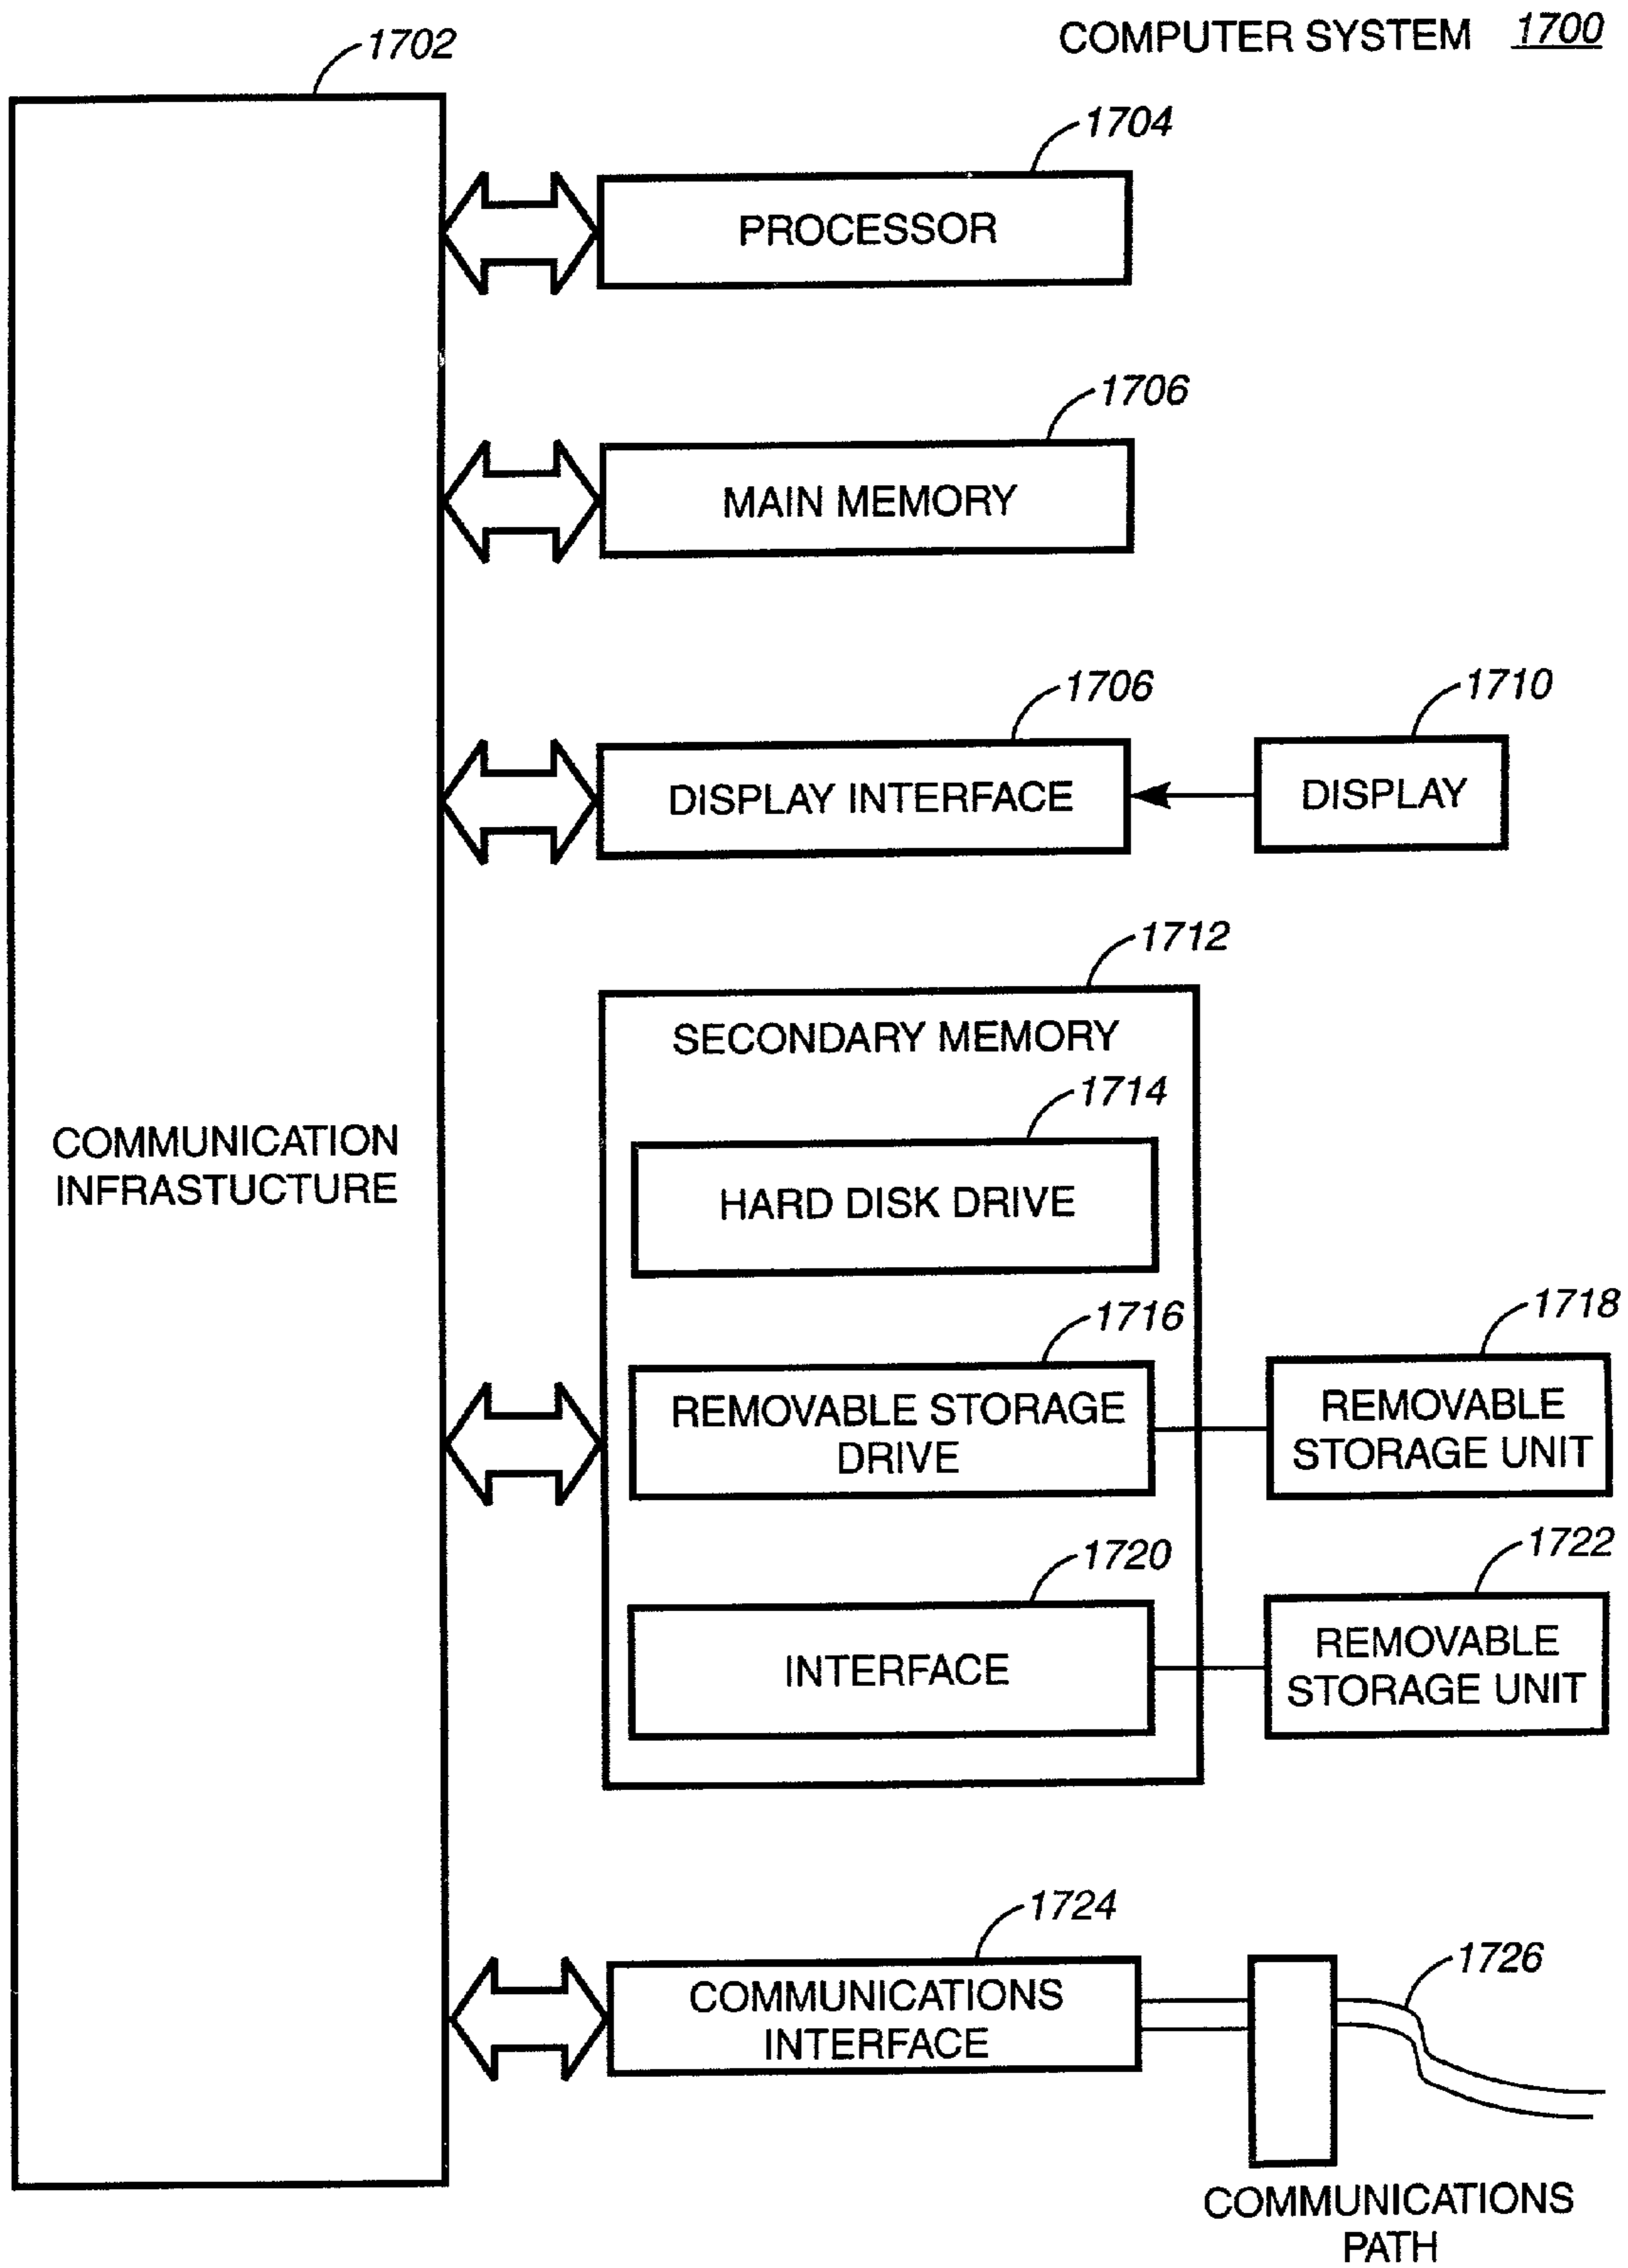 COMPUTER SYSTEM 1700
1702
1704
PROCESSOR
1706
MAIN MEMORY
1706
DISPLAY INTERFACE
1710
DISPLAY
1712
SECONDARY MEMORY
1714
HARD DISK DRIVE
COMMUNICATION
INFRASTUCTURE
1716
REMOVABLE STORAGE
DRIVE
1718
REMOVABLE
STORAGE UNIT
1720
INTERFACE
1722
REMOVABLE
STORAGE UNIT
1724
COMMUNICATIONS
INTERFACE
1726
COMMUNICATIONS
PATH